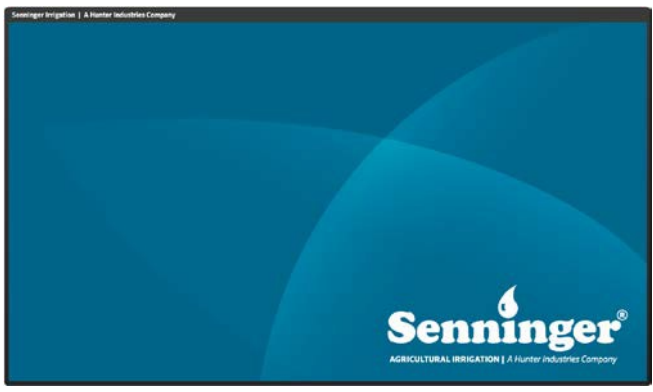 Senninger Irrigation | A Hunter Industries Company
Senninger®
AGRICULTURAL IRRIGATION | A Hunter Industries Company